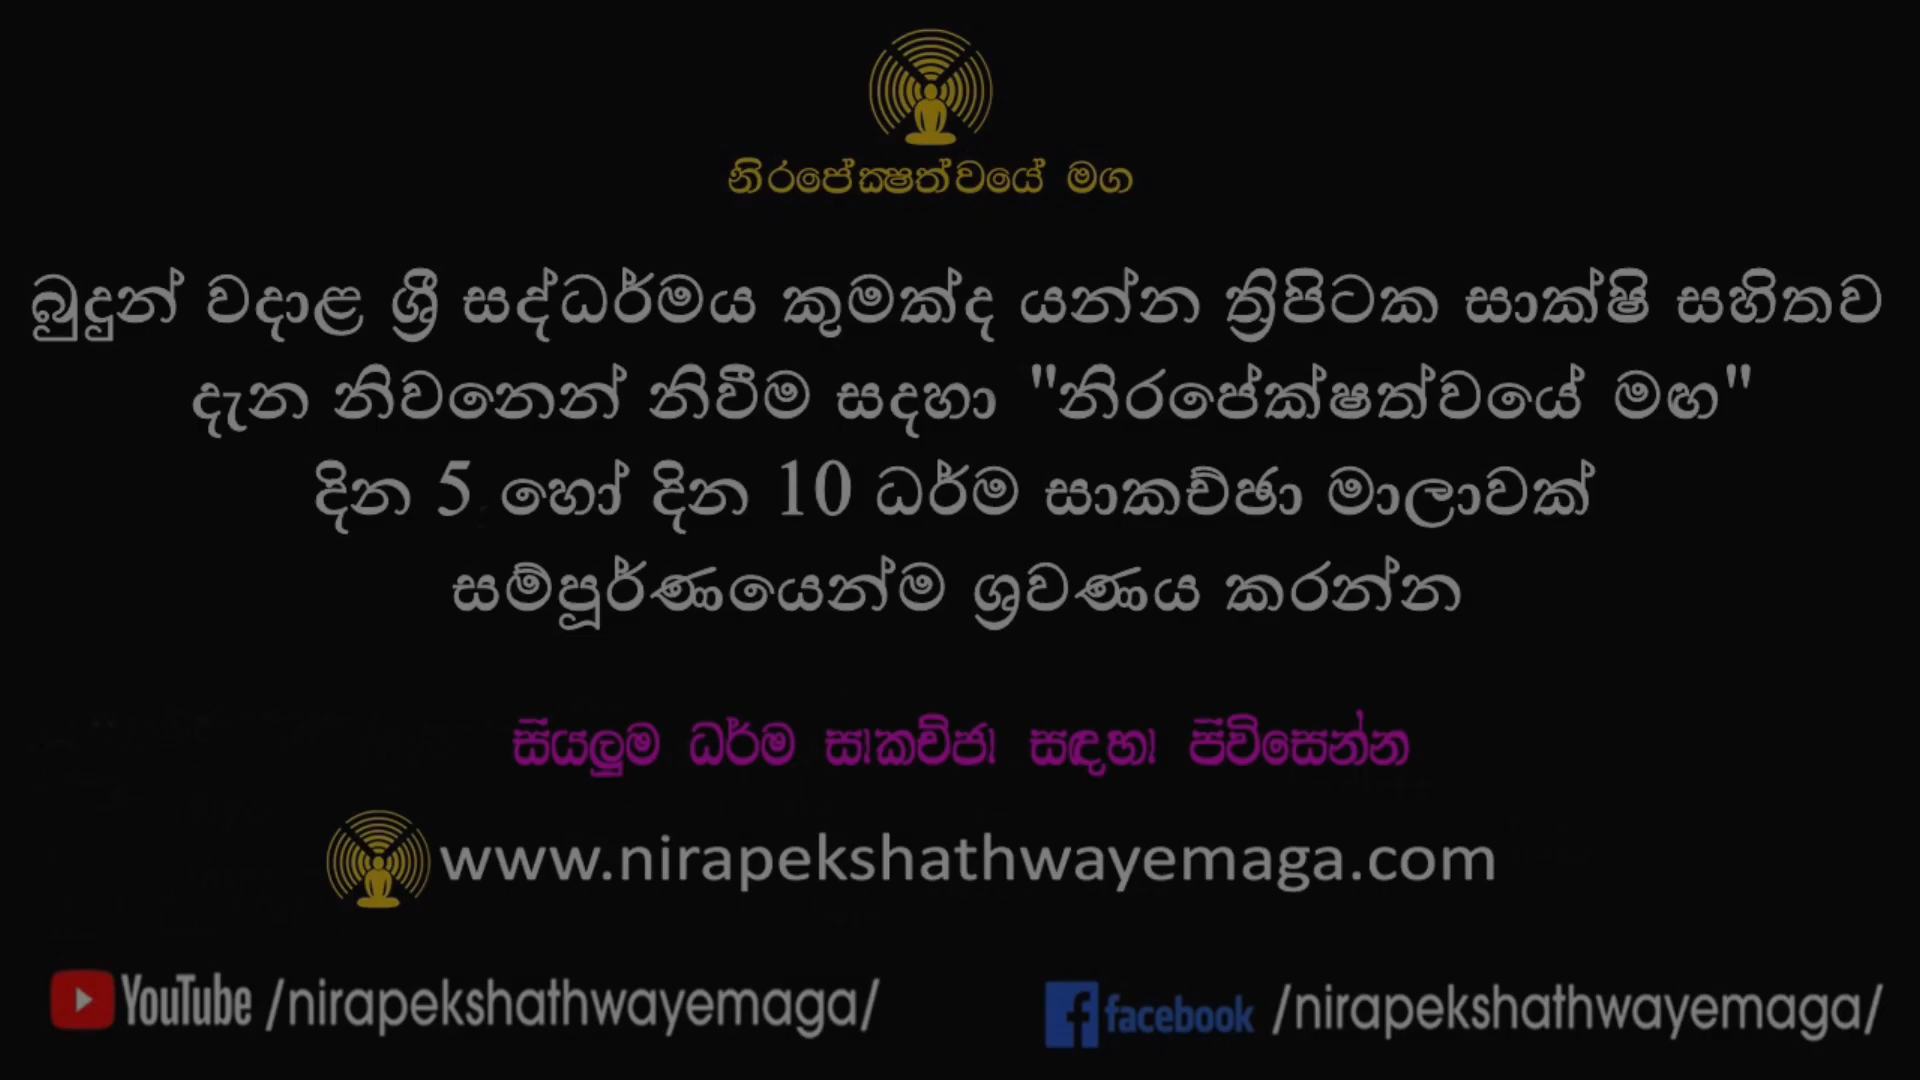 නිරපේක්‍ෂත්වයේ මග
බුදුන් වදාළ ශ්‍රී සද්ධර්මය කුමක්ද යන්න ත්‍රිපිටක සාක්ෂි සහිතව
දැන නිවනෙන් නිවීම සදහා "නිරපේක්ෂත්වයේ මඟ"
දින 5 හෝ දින 10 ධර්ම සාකච්ඡා මාලාවක්
සම්පූර්ණයෙන්ම ශ්‍රවණය කරන්න
සියලුම ධර්ම සාකච්ජා සඳහා පිවිසෙන්න
www.nirapekshathwayemaga.com
YouTube /nirapekshathwayemaga/
facebook /nirapekshathwayemaga/